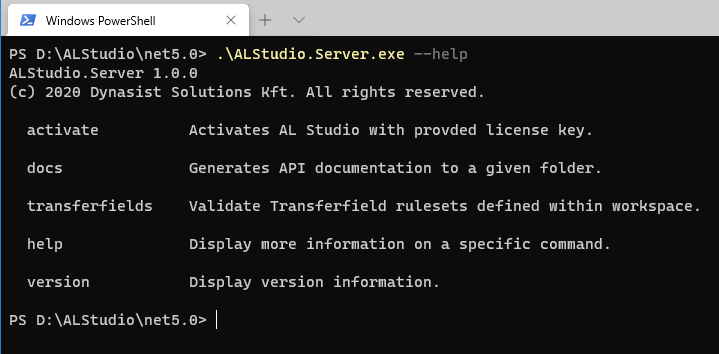 Windows PowerShell
PS D:\ALStudio\net5.0> .\ALStudio.Server.exe --help
ALStudio.Server 1.0.0
(c) 2020 Dynasist Solutions Kft. All rights reserved.
activate Activates AL Studio with provded license key.
docs Generates API documentation to a given folder.
transferfields Validate Transferfield rulesets defined within workspace.
help Display more information on a specific command.
version Display version information.
PS D:\ALStudio\net5.0>